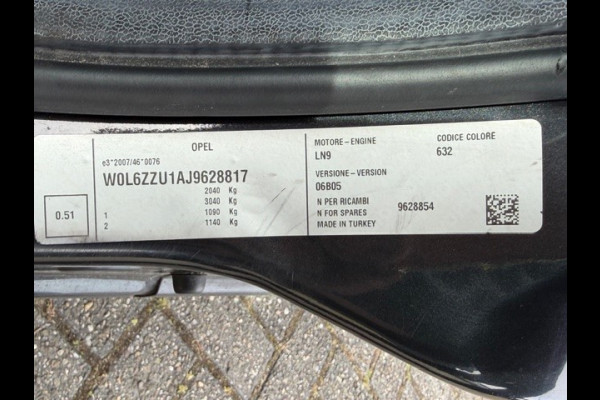 OPEL
e3*2007/46*0076
W0L6ZZU1AJ9628817
2040 Kg
3040 Kg
1 1090 Kg
2 1140 Kg
0.51
MOTORE - ENGINE
LN9
CODICE COLORE
632
VERSIONE - VERSION
06B05
N PER RICAMBI
N FOR SPARES 9628854
MADE IN TURKEY